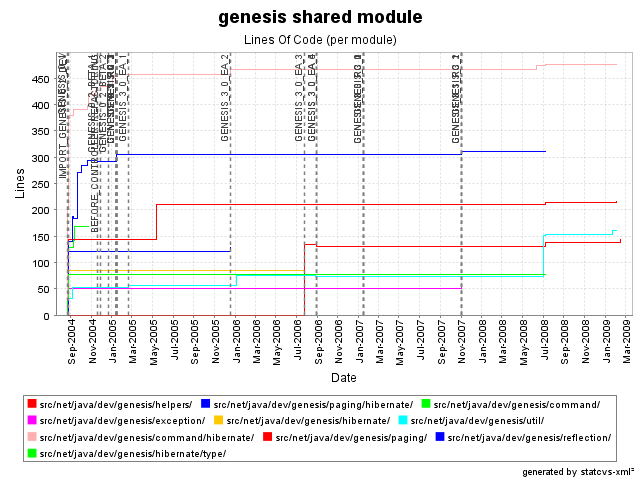 genesis shared module
Lines Of Code (per module)
Lines
450
400
350
300
250
200
150
100
50
0
BEFORE_CONTROLLER_REFACTORING
GENESIS_3_0_EA_1
GENESIS_3_0_EA_2
GENESIS_3_0_EA_3
Sep-2004
Nov-2004
Jan-2005
Mar-2005
May-2005
Jul-2005
Sep-2005
Nov-2005
Jan-2006
Mar-2006
May-2006
Jul-2006
Sep-2006
Nov-2006
Jan-2007
Mar-2007
May-2007
Jul-2007
Sep-2007
Nov-2007
Jan-2008
Mar-2008
May-2008
Jul-2008
Sep-2008
Nov-2008
Jan-2009
Mar-2009
Date
src/net/java/dev/genesis/helpers/ src/net/java/dev/genesis/paging/hibernate/ src/net/java/dev/genesis/command/
src/net/java/dev/genesis/exception/ src/net/java/dev/genesis/hibernate/ src/net/java/dev/genesis/util/
src/net/java/dev/genesis/command/hibernate/ src/net/java/dev/genesis/paging/ src/net/java/dev/genesis/reflection/
src/net/java/dev/genesis/hibernate/type/
generated by statcvs-xml²